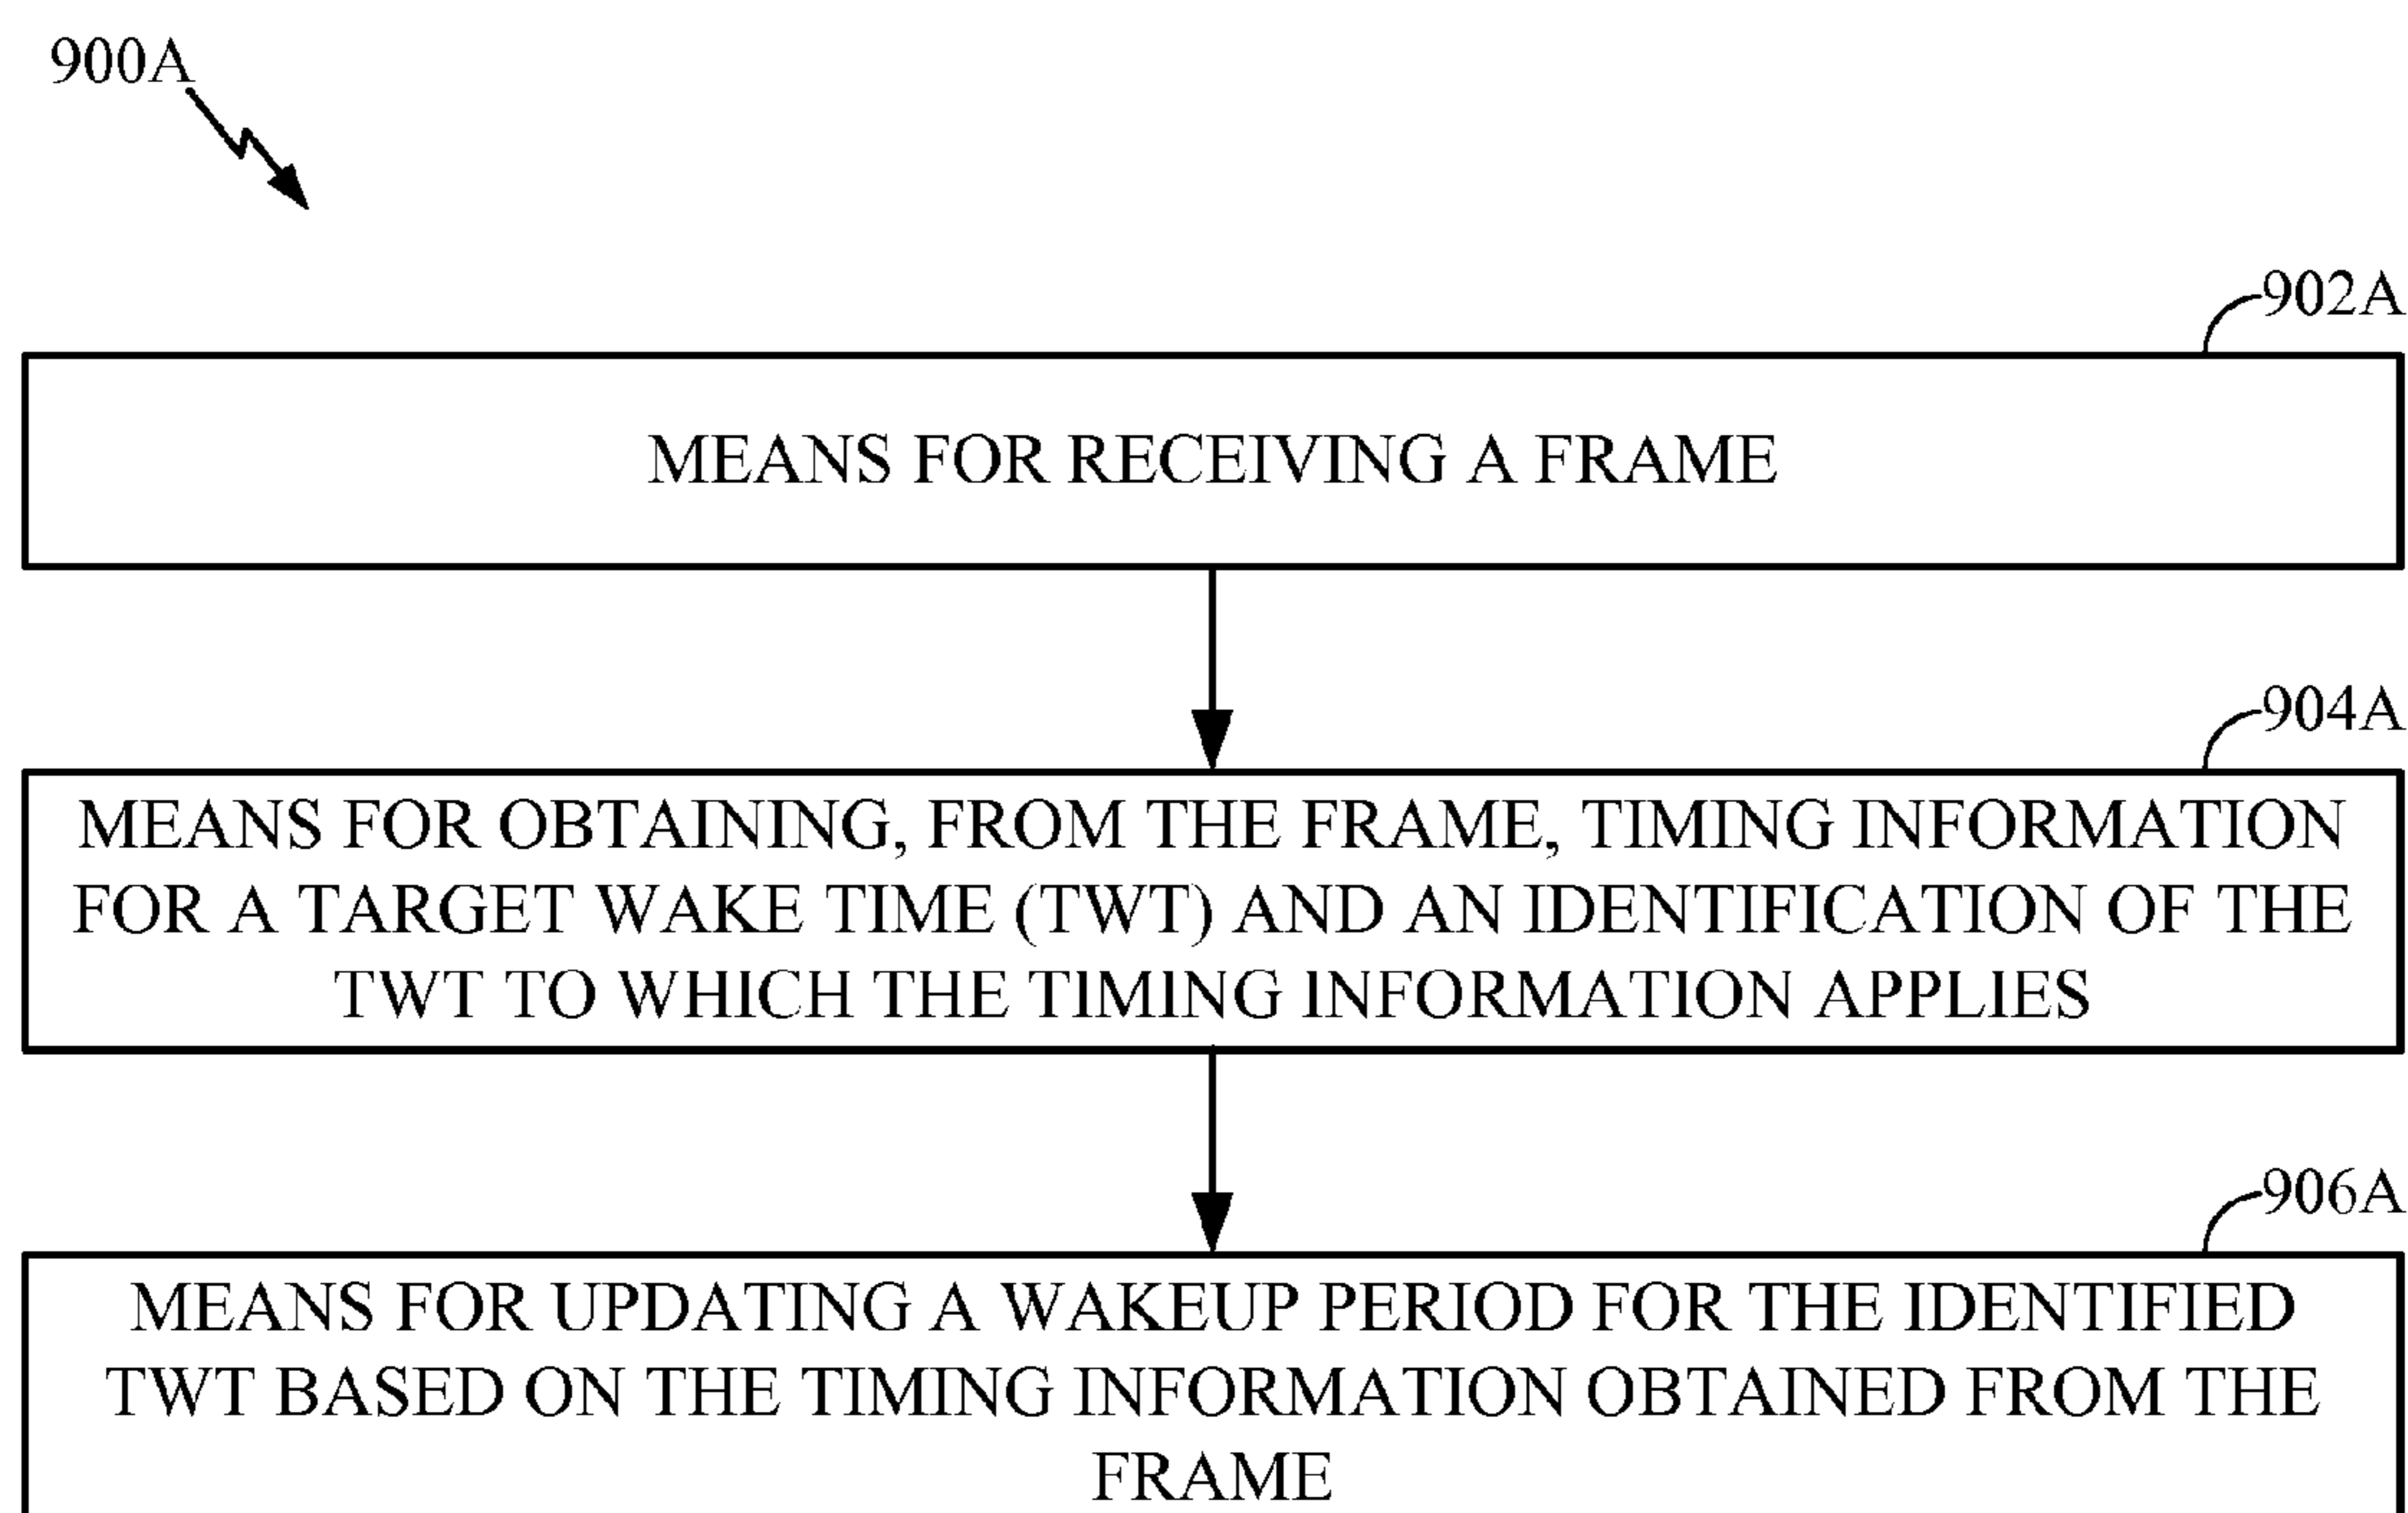 900A
902A
MEANS FOR RECEIVING A FRAME
904A
MEANS FOR OBTAINING, FROM THE FRAME, TIMING INFORMATION
FOR A TARGET WAKE TIME (TWT) AND AN IDENTIFICATION OF THE
TWT TO WHICH THE TIMING INFORMATION APPLIES
906A
MEANS FOR UPDATING A WAKEUP PERIOD FOR THE IDENTIFIED
TWT BASED ON THE TIMING INFORMATION OBTAINED FROM THE
FRAME